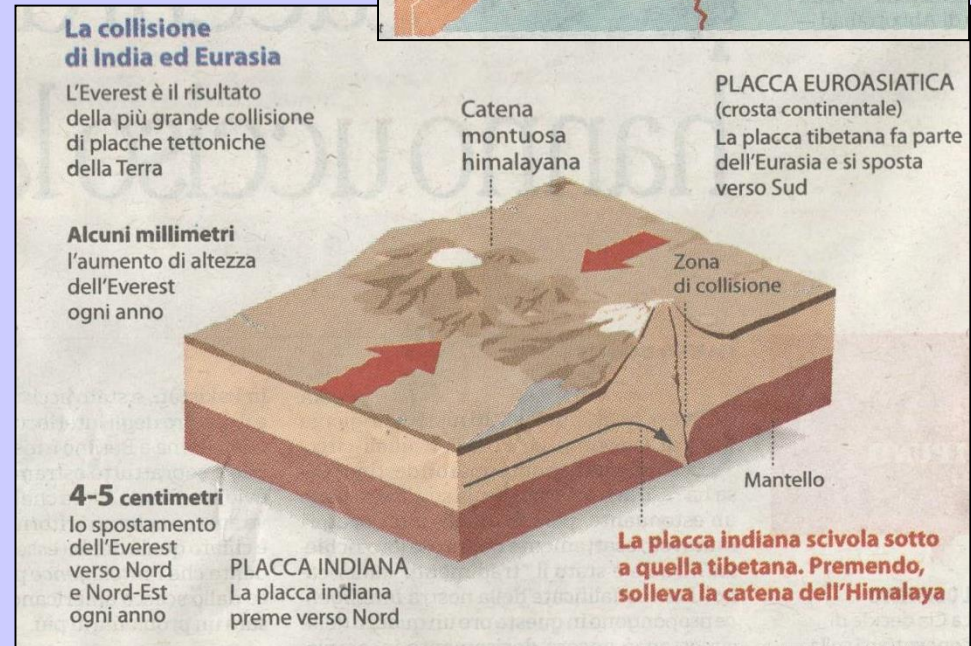 La collisione
di India ed Eurasia
L'Everest è il risultato
della più grande collisione
di placche tettoniche
della Terra
Alcuni millimetri
l'aumento di altezza
dell'Everest
ogni anno
4-5 centimetri
lo spostamento
dell'Everest
verso Nord
e Nord-Est
ogni anno
Catena
montuosa
himalayana
PLACCA EUROASIATICA
(crosta continentale)
La placca tibetana fa parte
dell'Eurasia e si sposta
verso Sud
Zona
di collisione
Mantello
PLACCA INDIANA
La placca indiana
preme verso Nord
La placca indiana scivola sotto
a quella tibetana. Premendo,
solleva la catena dell'Himalaya